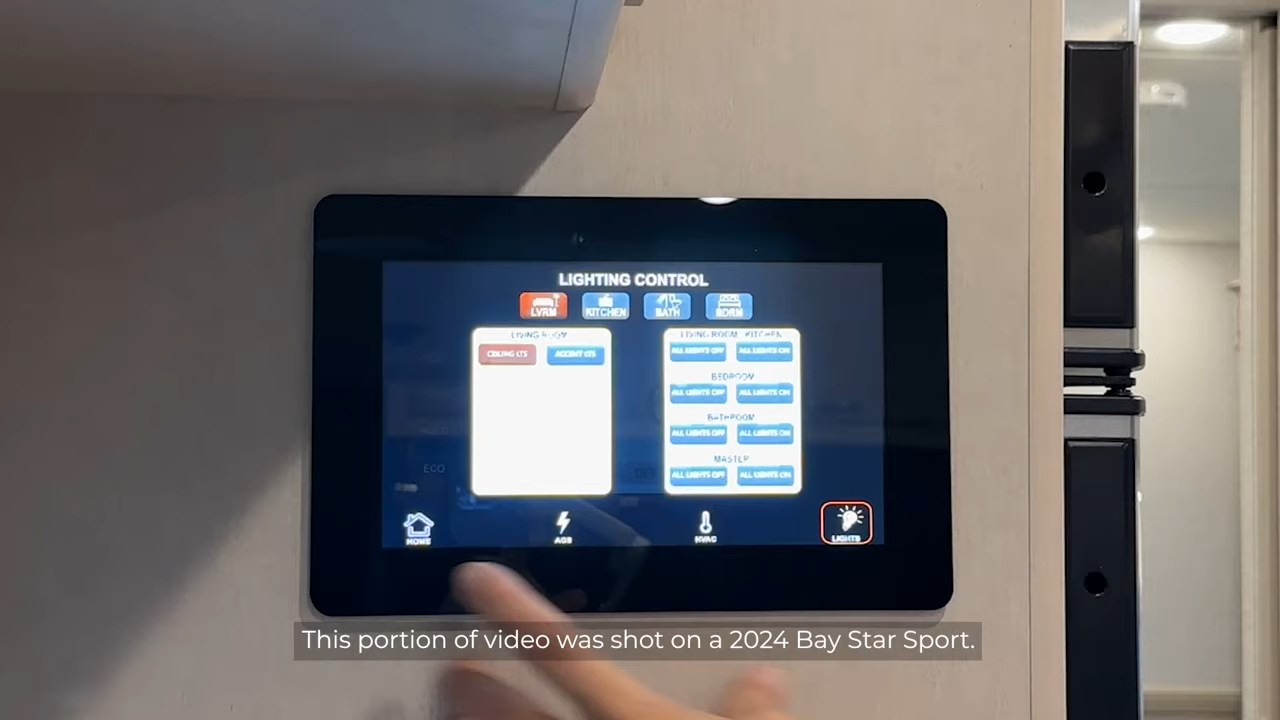 LIGHTING CONTROL
LVRM KITCHEN BATH BDRM
LIVING ROOM
CEILING LTS ACCENT LTS
LIVING ROOM KITCHEN
ALL LIGHTS OFF ALL LIGHTS ON
BEDROOM
ALL LIGHTS OFF ALL LIGHTS ON
BATHROOM
ALL LIGHTS OFF ALL LIGHTS ON
MASTER
ALL LIGHTS OFF ALL LIGHTS ON
ECO
OFF
HOME AGS HVAC LIGHTS
This portion of video was shot on a 2024 Bay Star Sport.